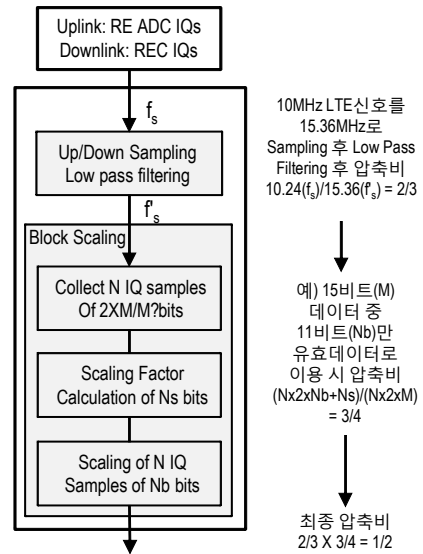 Uplink: RE ADC IQs
Downlink: REC IQs
fs
Up/Down Sampling
Low pass filtering
f's
Block Scaling
Collect N IQ samples
Of 2XM/M?bits
Scaling Factor
Calculation of Ns bits
Scaling of N IQ
Samples of Nb bits
10MHz LTE신호를
15.36MHz로
Sampling 후 Low Pass
Filtering 후 압축비
10.24(fs)/15.36(f's) = 2/3
예) 15비트(M)
데이터 중
11비트(Nb)만
유효데이터로
이용 시 압축비
(Nx2xNb+Ns)/(Nx2xM)
= 3/4
최종 압축비
2/3 X 3/4 = 1/2